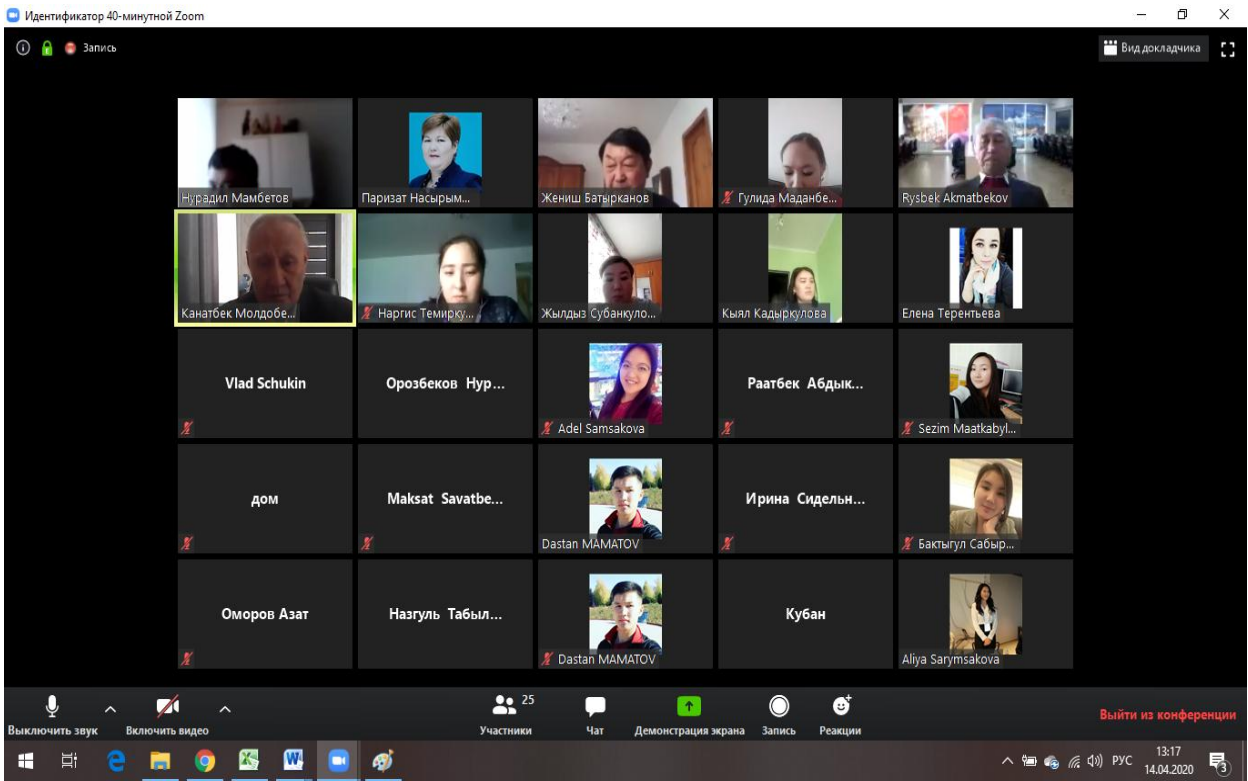 Идентификатор 40-минутной Zoom
Запись
Вид докладчика
Нурадил Мамбетов
Паризат Насырым...
Жениш Батырканов
Гулида Маданбе...
Rysbek Akmatbekov
Канатбек Молдобе...
Наргис Темирку...
Жылдыз Субанкуло...
Кыял Кадыркулова
Елена Терентьева
Vlad Schukin
Орозбеков Нур...
Adel Samsakova
Раатбек Абдык...
Sezim Maatkabyl...
дом
Maksat Savatbe...
Dastan MAMATOV
Ирина Сидельн...
Бактыгул Сабыр...
Оморов Азат
Назгуль Табыл...
Dastan MAMATOV
Кубан
Aliya Sarymsakova
Выключить звук
Включить видео
25
Участники
Чат
Демонстрация экрана
Запись
Реакции
Выйти из конференции
РУС
13:17
14.04.2020
3